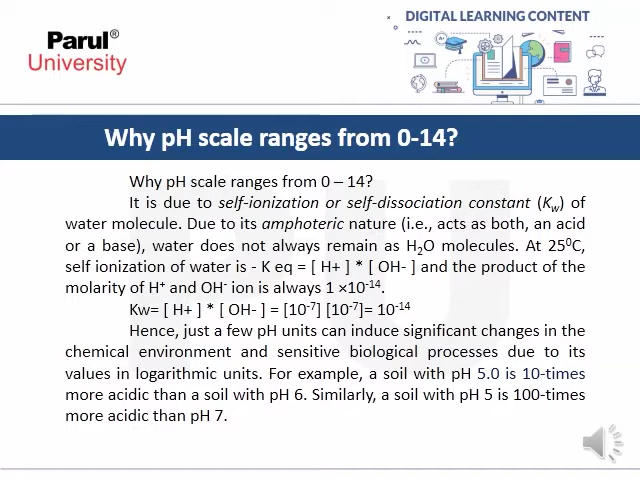 Parul®
University
DIGITAL LEARNING CONTENT
Why pH scale ranges from 0-14?
Why pH scale ranges from 0 – 14?
It is due to self-ionization or self-dissociation constant (Kw) of
water molecule. Due to its amphoteric nature (i.e., acts as both, an acid
or a base), water does not always remain as H2O molecules. At 25⁰C,
self ionization of water is - K eq = [ H+ ] * [ OH- ] and the product of the
molarity of H⁺ and OH⁻ ion is always 1 ×10⁻¹⁴.
Kw= [ H+ ] * [ OH- ] = [10⁻⁷] [10⁻⁷]= 10⁻¹⁴
Hence, just a few pH units can induce significant changes in the
chemical environment and sensitive biological processes due to its
values in logarithmic units. For example, a soil with pH 5.0 is 10-times
more acidic than a soil with pH 6. Similarly, a soil with pH 5 is 100-times
more acidic than pH 7.